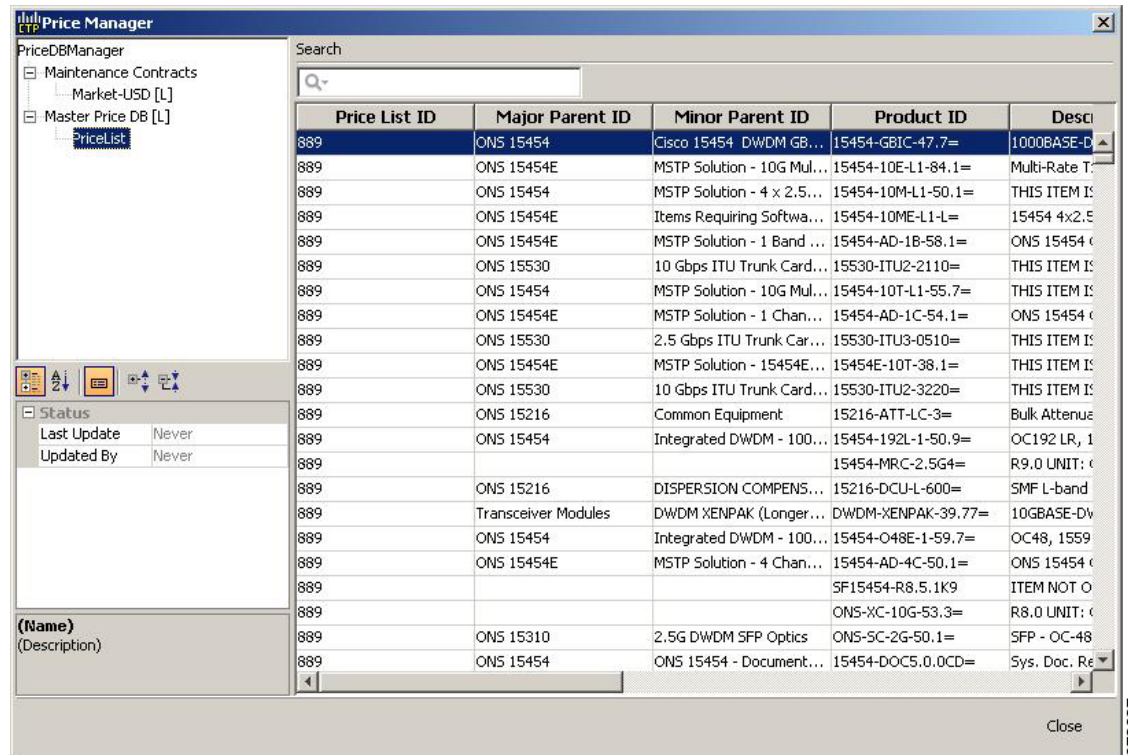 CTP Price Manager
PriceDBManager
Maintenance Contracts
Market-USD [L]
Master Price DB [L]
PriceList
Search
Price List ID Major Parent ID Minor Parent ID Product ID Descr
889 ONS 15454 Cisco 15454 DWDM GB... 15454-GBIC-47.7= 1000BASE-D
889 ONS 15454E MSTP Solution - 10G Mul... 15454-10E-L1-84.1= Multi-Rate T
889 ONS 15454 MSTP Solution - 4 x 2.5... 15454-10M-L1-50.1= THIS ITEM IS
889 ONS 15454E Items Requiring Softwa... 15454-10ME-L1-L= 15454 4x2.5
889 ONS 15454E MSTP Solution - 1 Band ... 15454-AD-1B-58.1= ONS 15454
889 ONS 15530 10 Gbps ITU Trunk Card... 15530-ITU2-2110= THIS ITEM IS
889 ONS 15454 MSTP Solution - 10G Mul... 15454-10T-L1-55.7= THIS ITEM IS
889 ONS 15454E MSTP Solution - 1 Chan... 15454-AD-1C-54.1= ONS 15454
889 ONS 15530 2.5 Gbps ITU Trunk Car... 15530-ITU3-0510= THIS ITEM IS
889 ONS 15454E MSTP Solution - 15454E... 15454E-10T-38.1= THIS ITEM IS
889 ONS 15530 10 Gbps ITU Trunk Card... 15530-ITU2-3220= THIS ITEM IS
889 ONS 15216 Common Equipment 15216-ATT-LC-3= Bulk Attenua
889 ONS 15454 Integrated DWDM - 100... 15454-192L-1-50.9= OC192 LR, 1
889 15454-MRC-2.5G4= R9.0 UNIT:
889 ONS 15216 DISPERSION COMPENS... 15216-DCU-L-600= SMF L-band
889 Transceiver Modules DWDM XENPAK (Longer... DWDM-XENPAK-39.77= 10GBASE-DW
889 ONS 15454 Integrated DWDM - 100... 15454-O48E-1-59.7= OC48, 1559
889 ONS 15454E MSTP Solution - 4 Chan... 15454-AD-4C-50.1= ONS 15454
889 SF15454-R8.5.1K9 ITEM NOT O
889 ONS-XC-10G-53.3= R8.0 UNIT:
889 ONS 15310 2.5G DWDM SFP Optics ONS-SC-2G-50.1= SFP - OC-48
889 ONS 15454 ONS 15454 - Document... 15454-DOC5.0.0CD= Sys. Doc. Re
Status
Last Update Never
Updated By Never
(Name)
(Description)
Close